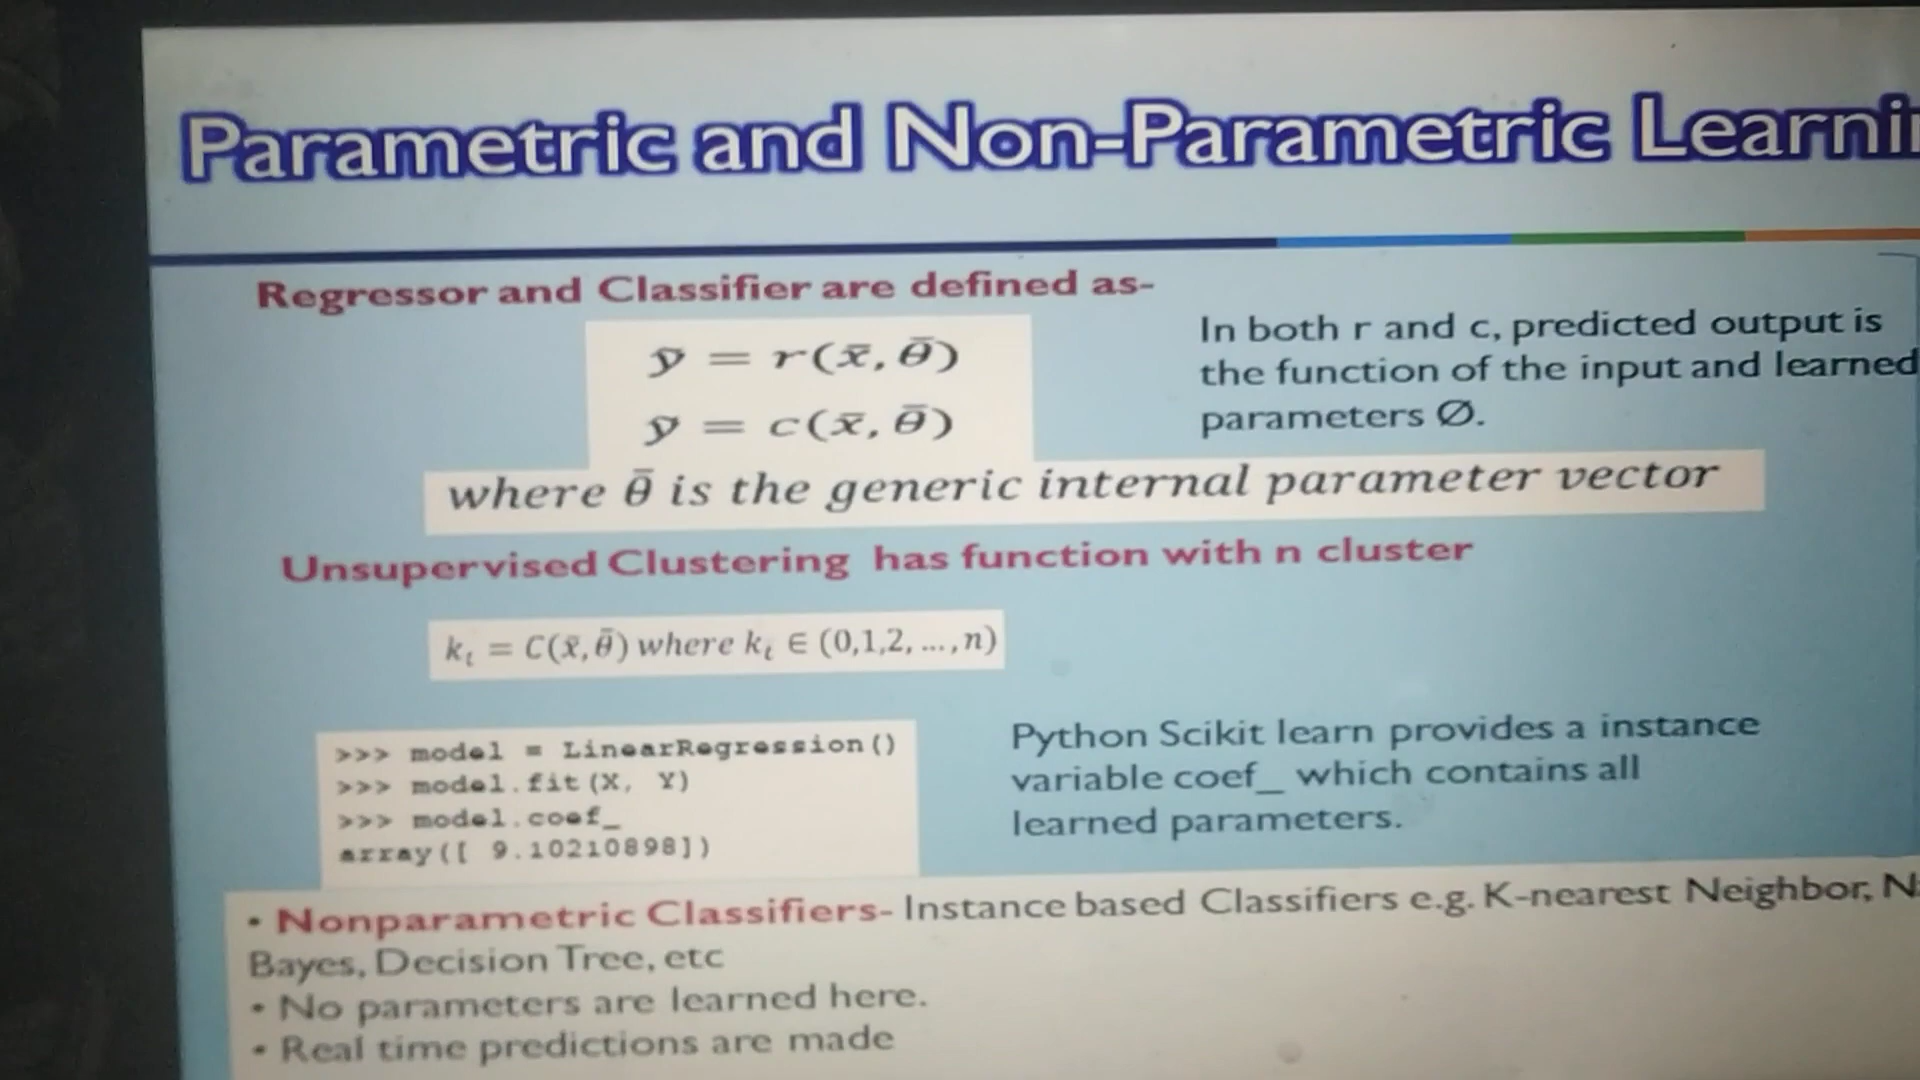 Parametric and Non-Parametric
Regressor and Classifier are defined as-
ȳ = r(x̄, θ̄)
ȳ = c(x̄, θ̄)
In both r and c, predicted output is
the function of the input and learned
parameters Ø.
where θ̄ is the generic internal parameter vector
Unsupervised Clustering has function with n cluster
kₜ = C(x̄, θ̄) where kₜ ∈ (0,1,2, ..., n)
>>> model = LinearRegression()
>>> model.fit(X, Y)
>>> model.coef_
array([ 9.10210898])
Python Scikit learn provides a instance
variable coef_ which contains all
learned parameters.
• Nonparametric Classifiers- Instance based Classifiers e.g. K-nearest Neighbor,
Bayes, Decision Tree, etc
• No parameters are learned here.
• Real time predictions are made